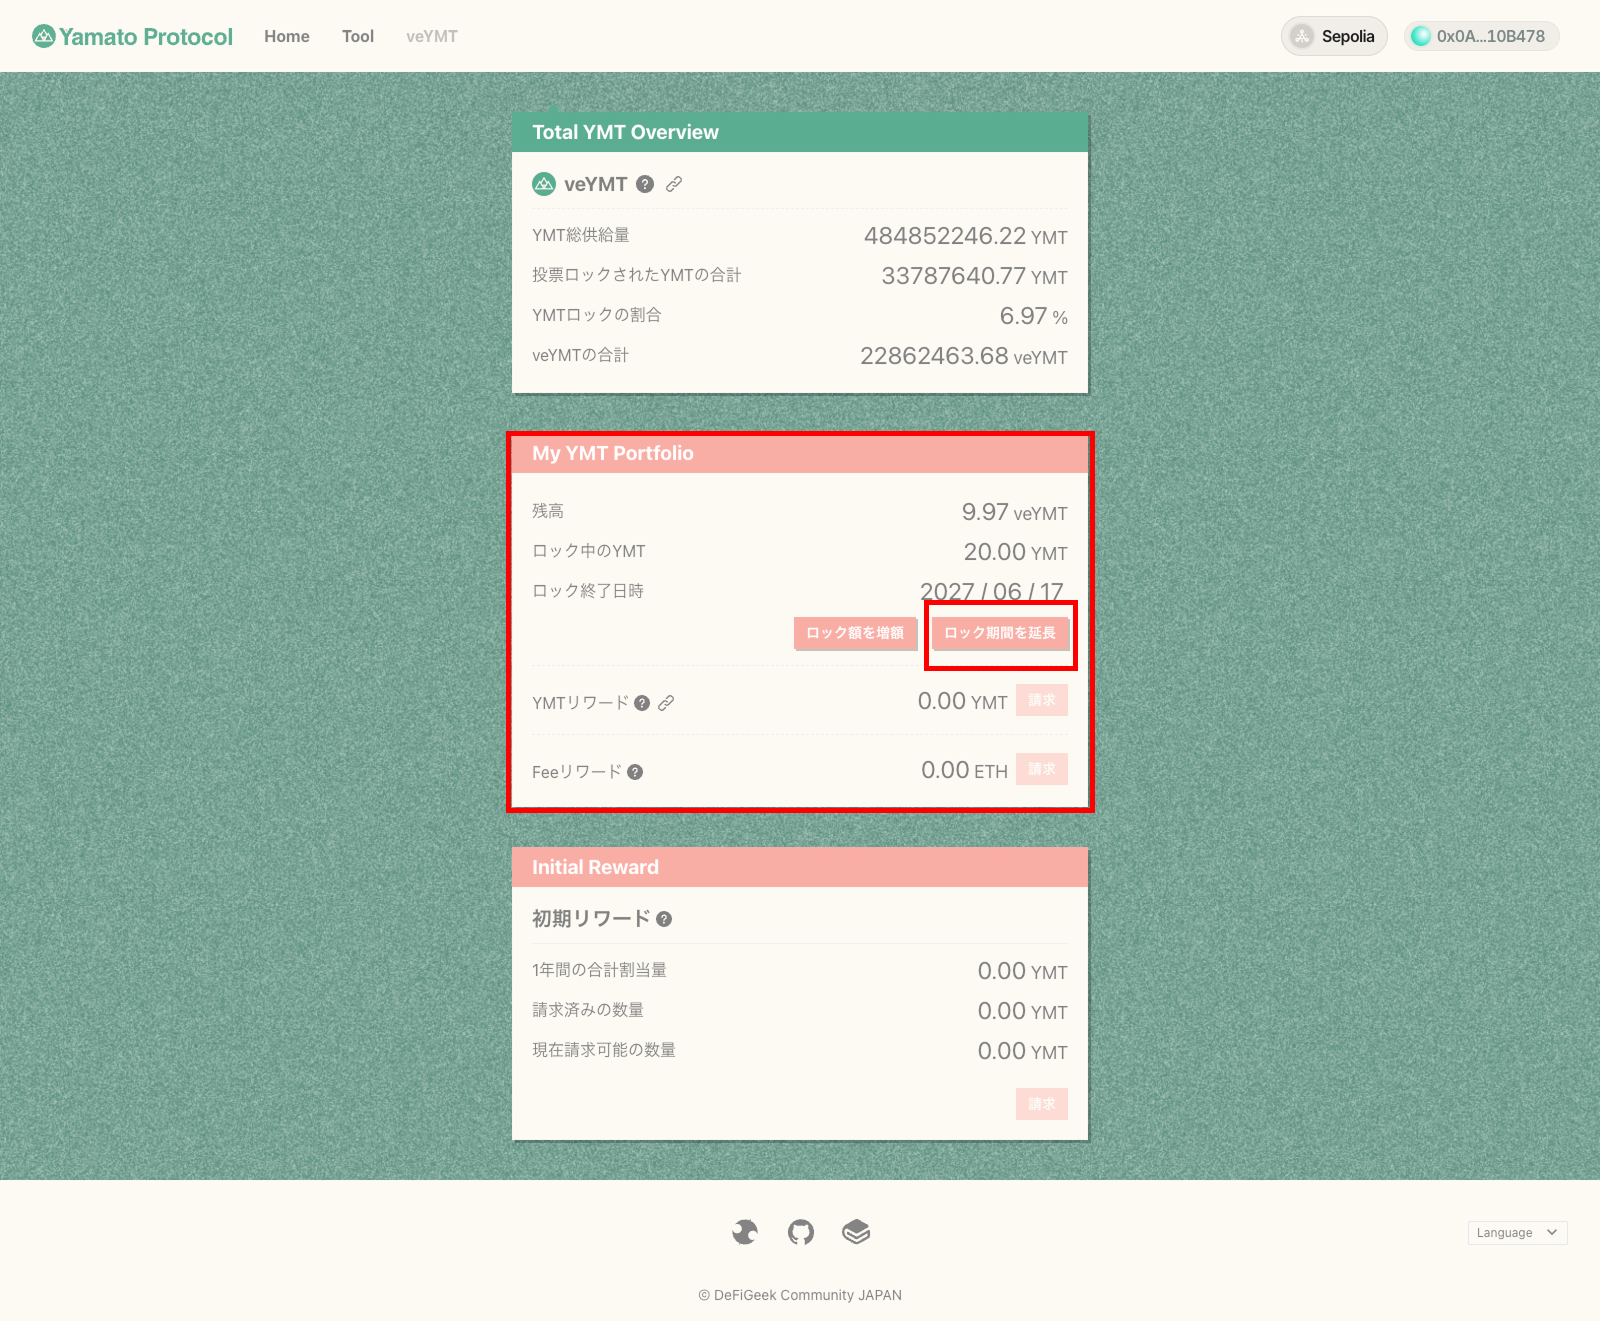 Yamato Protocol Home Tool veYMT Sepolia 0x0A...10B478
Total YMT Overview
veYMT
YMT総供給量 484852246.22 YMT
投票ロックされたYMTの合計 33787640.77 YMT
YMTロックの割合 6.97 %
veYMTの合計 22862463.68 veYMT
My YMT Portfolio
残高 9.97 veYMT
ロック中のYMT 20.00 YMT
ロック終了日時 2027 / 06 / 17
ロック額を増額 ロック期間を延長
YMTリワード 0.00 YMT 請求
Feeリワード 0.00 ETH 請求
Initial Reward
初期リワード
1年間の合計割当量 0.00 YMT
請求済みの数量 0.00 YMT
現在請求可能の数量 0.00 YMT
請求
Language
© DeFiGeek Community JAPAN